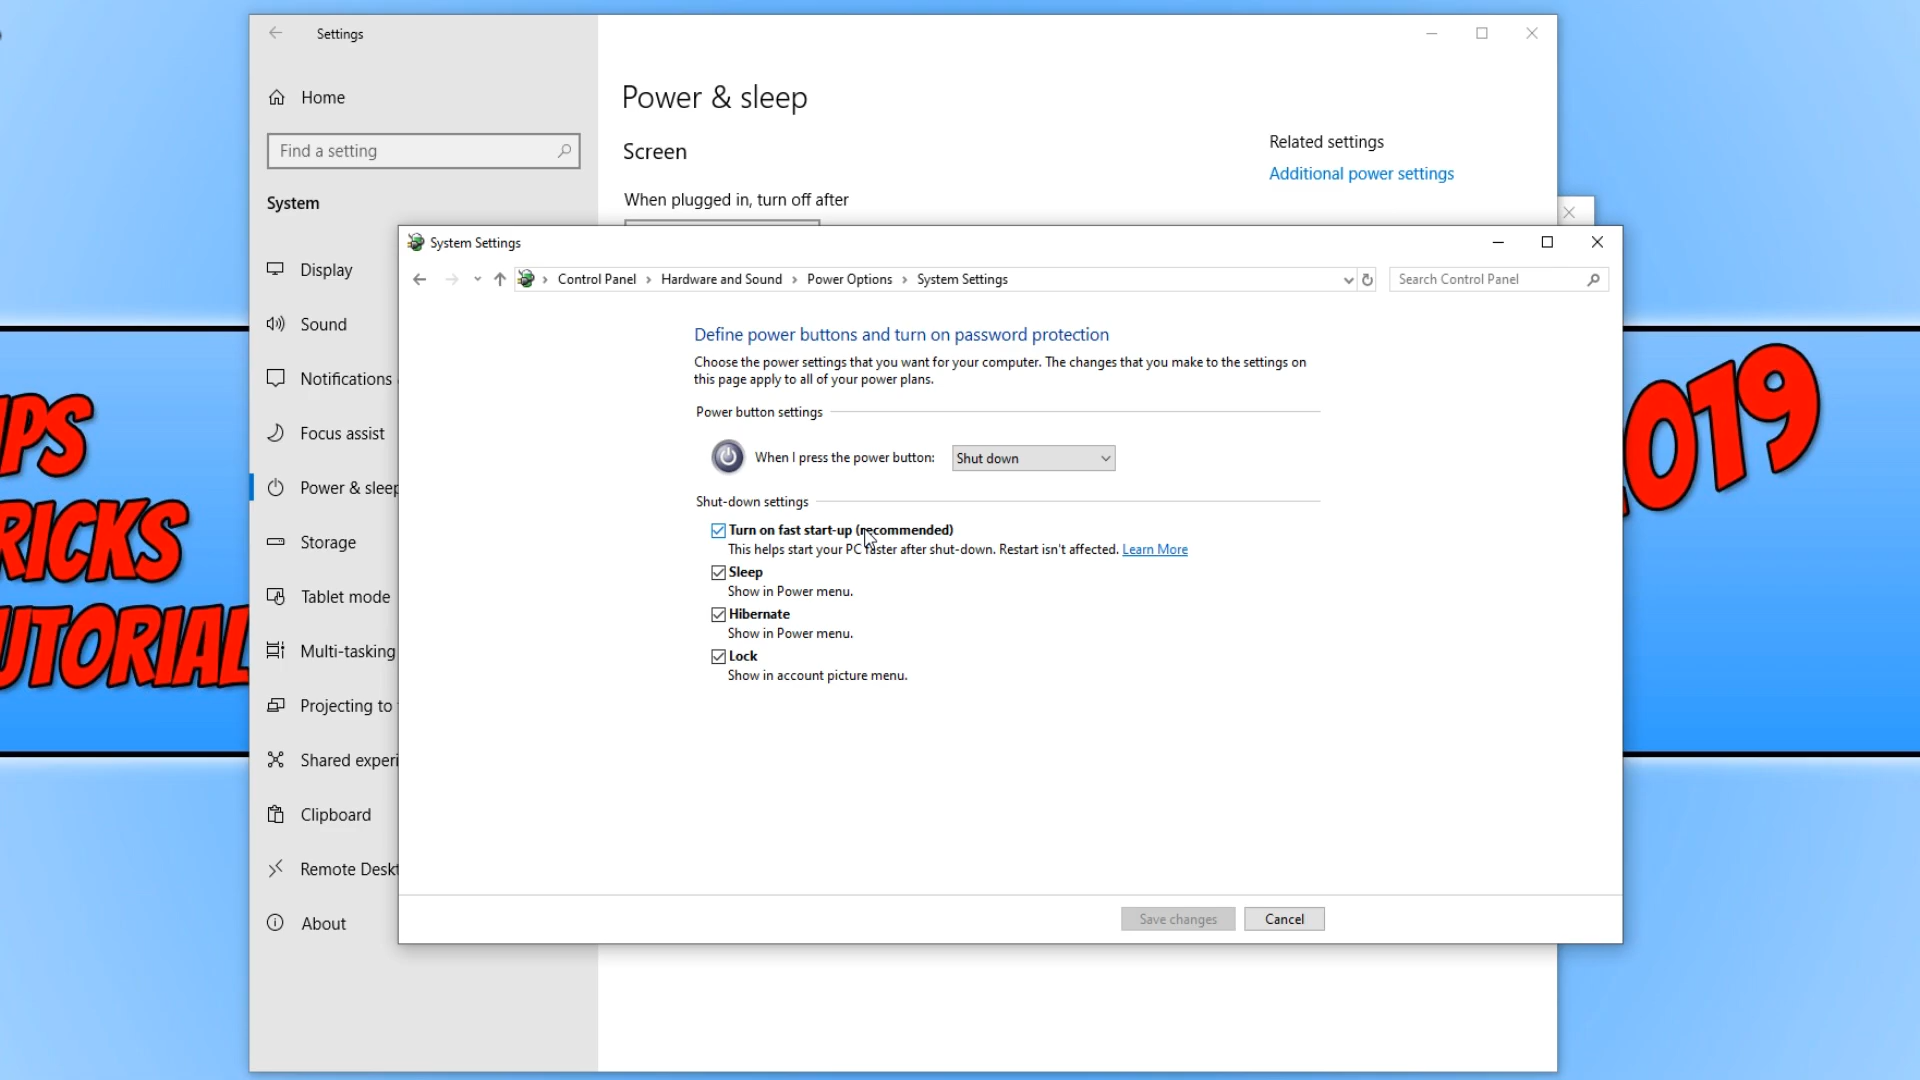 Settings
Home
Find a setting
System
Display
Sound
Notifications
Focus assist
Power & sleep
Storage
Tablet mode
Multi-tasking
Projecting to
Shared experi
Clipboard
Remote Deskt
About
Power & sleep
Screen
When plugged in, turn off after
Related settings
Additional power settings
System Settings
Control Panel > Hardware and Sound > Power Options > System Settings
Search Control Panel
Define power buttons and turn on password protection
Choose the power settings that you want for your computer. The changes that you make to the settings on
this page apply to all of your power plans.
Power button settings
When I press the power button: Shut down
Shut-down settings
Turn on fast start-up (recommended)
This helps start your PC faster after shut-down. Restart isn't affected. Learn More
Sleep
Show in Power menu.
Hibernate
Show in Power menu.
Lock
Show in account picture menu.
Save changes Cancel
IPS
RICKS
UTORIAL
019